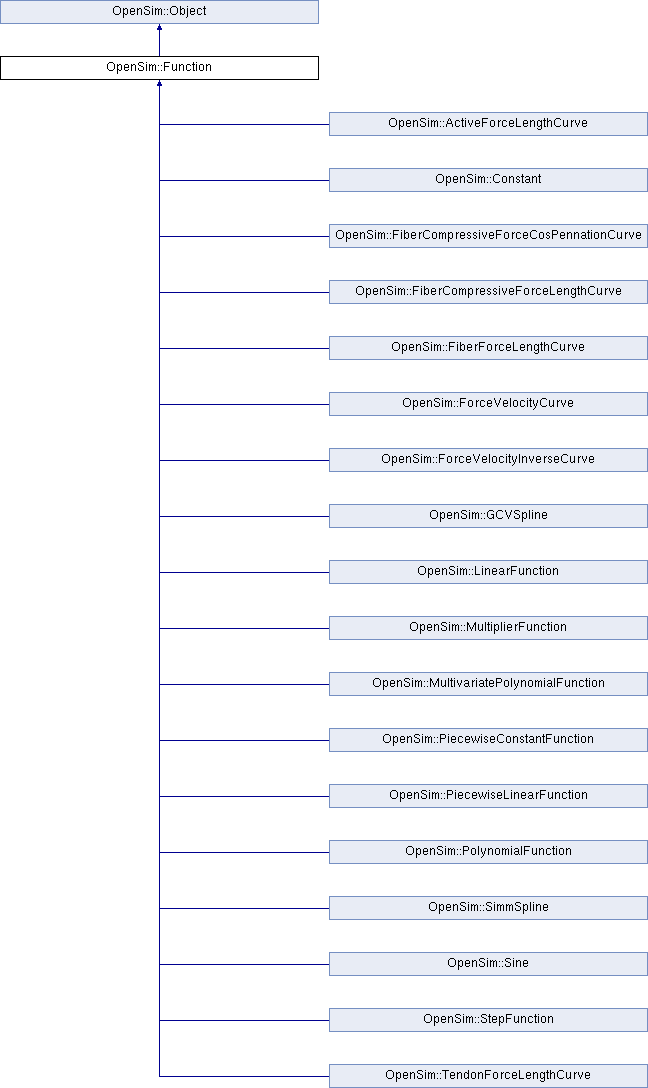 OpenSim::Object
OpenSim::Function
OpenSim::ActiveForceLengthCurve
OpenSim::Constant
OpenSim::FiberCompressiveForceCosPennationCurve
OpenSim::FiberCompressiveForceLengthCurve
OpenSim::FiberForceLengthCurve
OpenSim::ForceVelocityCurve
OpenSim::ForceVelocityInverseCurve
OpenSim::GCVSpline
OpenSim::LinearFunction
OpenSim::MultiplierFunction
OpenSim::MultivariatePolynomialFunction
OpenSim::PiecewiseConstantFunction
OpenSim::PiecewiseLinearFunction
OpenSim::PolynomialFunction
OpenSim::SimmSpline
OpenSim::Sine
OpenSim::StepFunction
OpenSim::TendonForceLengthCurve